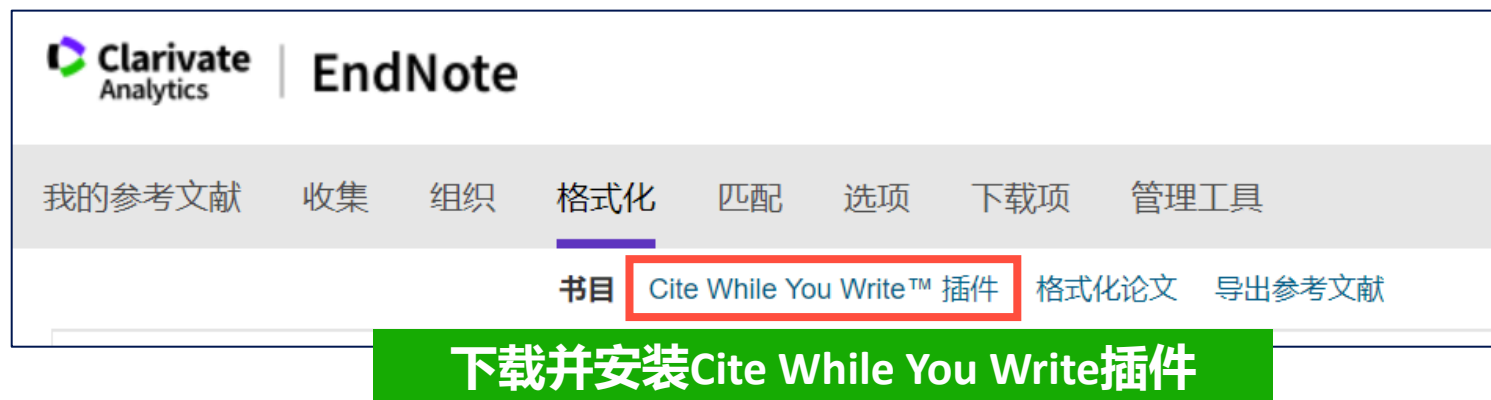 Clarivate
Analytics
EndNote
我的参考文献 收集 组织 格式化 匹配 选项 下载项 管理工具
书目 Cite While You Write™ 插件 格式化论文 导出参考文献
下载并安装Cite While You Write插件